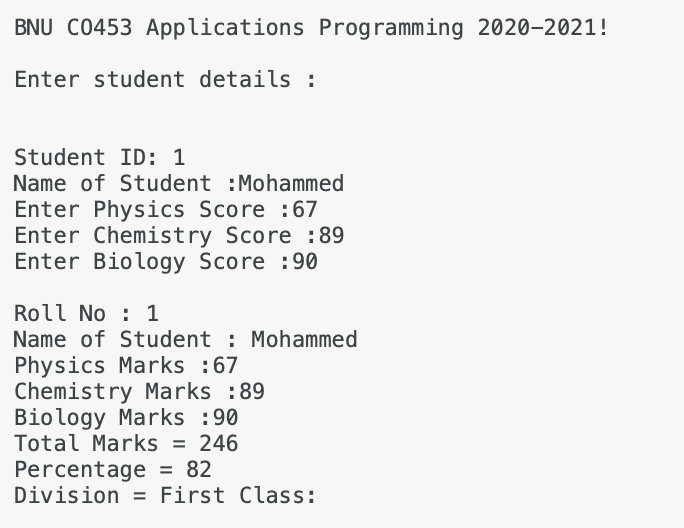 BNU CO453 Applications Programming 2020-2021!
Enter student details :
Student ID: 1
Name of Student :Mohammed
Enter Physics Score :67
Enter Chemistry Score :89
Enter Biology Score :90
Roll No : 1
Name of Student : Mohammed
Physics Marks :67
Chemistry Marks :89
Biology Marks :90
Total Marks = 246
Percentage = 82
Division = First Class: